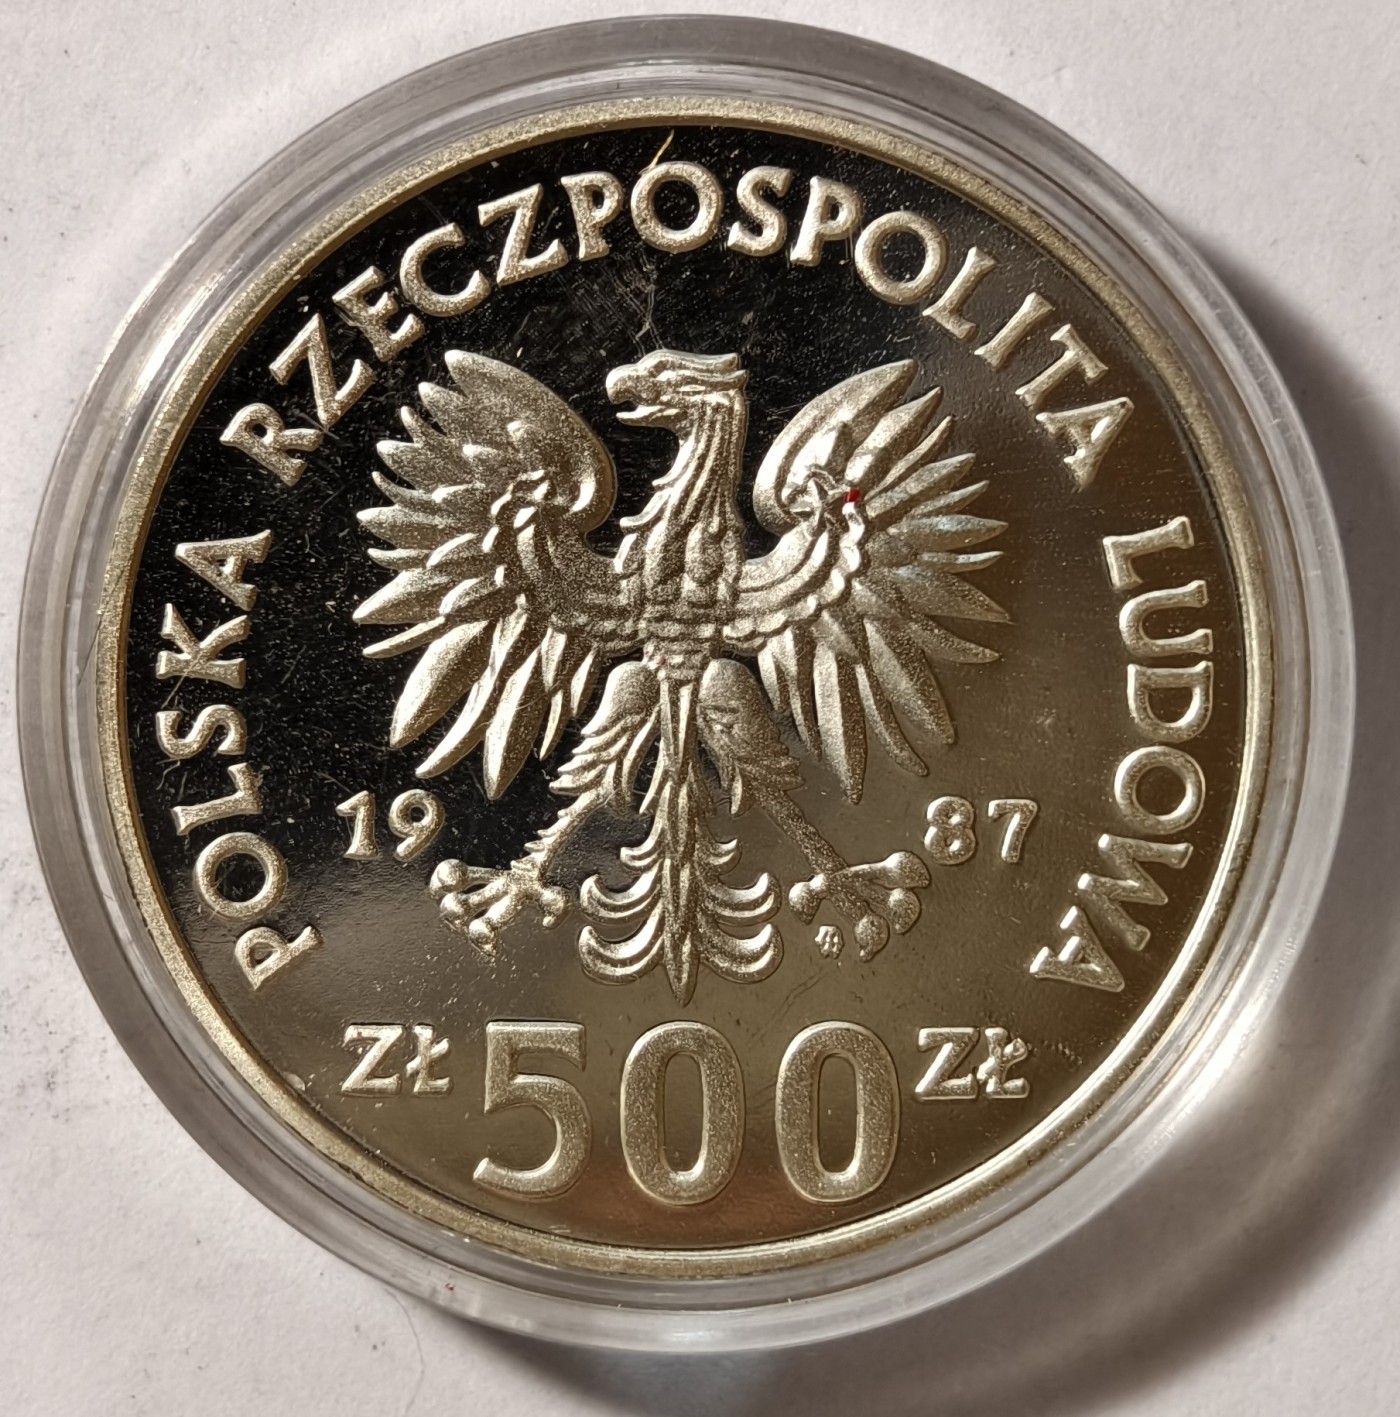 POLSKA RZECZPOSPOLITA LUDOWA
19 87
ZŁ 500 ZŁ